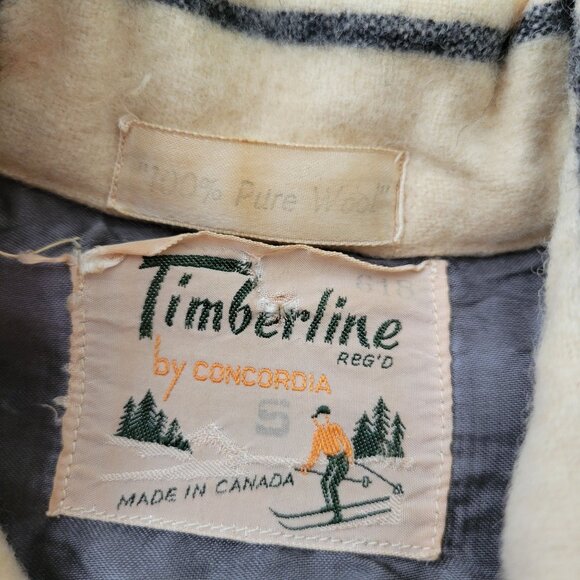 "100% Pure Wool"
Timberline
REG'D
by CONCORDIA
S
MADE IN CANADA